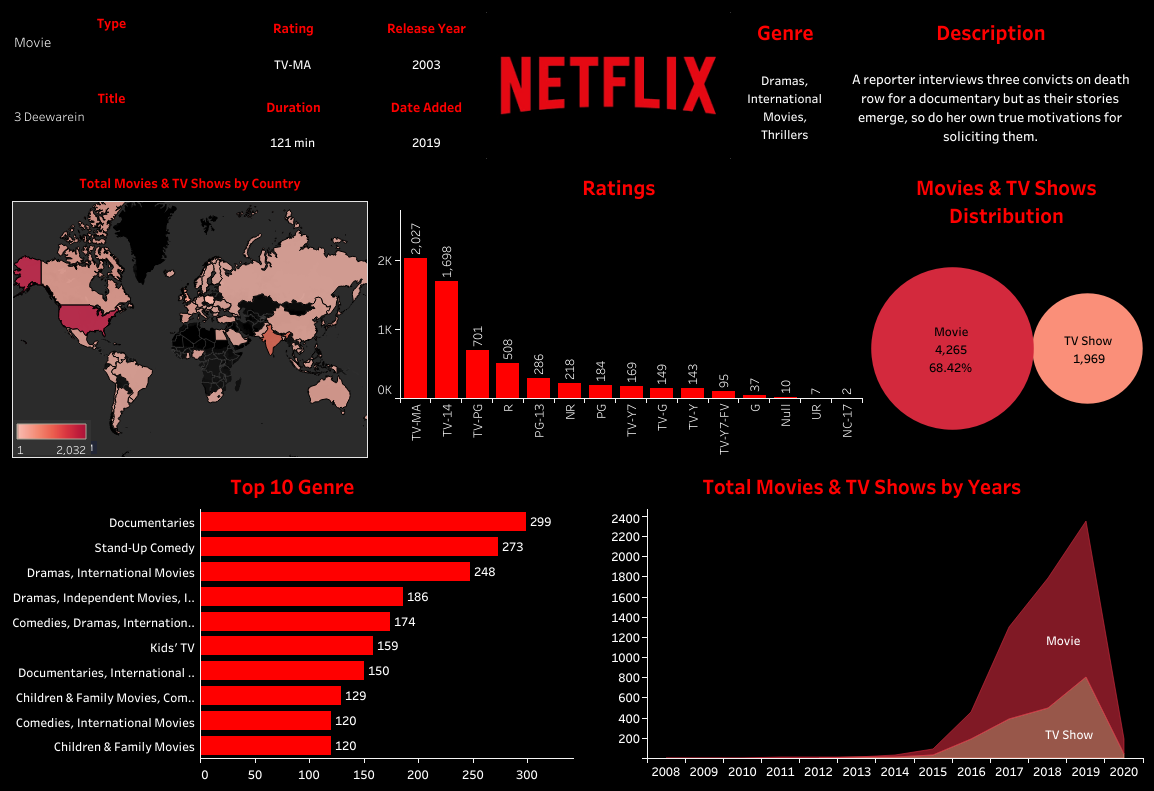 Type
Movie
Title
3 Deewarein
Rating
TV-MA
Duration
121 min
Release Year
2003
Date Added
2019
NETFLIX
Genre
Dramas,
International
Movies,
Thrillers
Description
A reporter interviews three convicts on death
row for a documentary but as their stories
emerge, so do her own true motivations for
soliciting them.
Total Movies & TV Shows by Country
1
2,032
Ratings
2K
1K
0K
2,027
1,698
701
508
286
218
184
169
149
143
95
37
10
7
2
TV-MA
TV-14
TV-PG
R
PG-13
NR
PG
TV-Y7
TV-G
TV-Y
TV-Y7-FV
G
Null
UR
NC-17
Movies & TV Shows
Distribution
Movie
4,265
68.42%
TV Show
1,969
Top 10 Genre
Documentaries 299
Stand-Up Comedy 273
Dramas, International Movies 248
Dramas, Independent Movies, I.. 186
Comedies, Dramas, Internation.. 174
Kids' TV 159
Documentaries, International .. 150
Children & Family Movies, Com.. 129
Comedies, International Movies 120
Children & Family Movies 120
0 50 100 150 200 250 300
Total Movies & TV Shows by Years
2400
2200
2000
1800
1600
1400
1200
1000
800
600
400
200
Movie
TV Show
2008 2009 2010 2011 2012 2013 2014 2015 2016 2017 2018 2019 2020